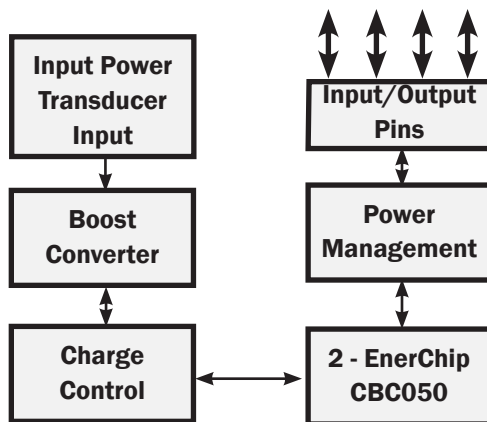 Input Power
Transducer
Input
Boost
Converter
Charge
Control
Input/Output
Pins
Power
Management
2 - EnerChip
CBC050